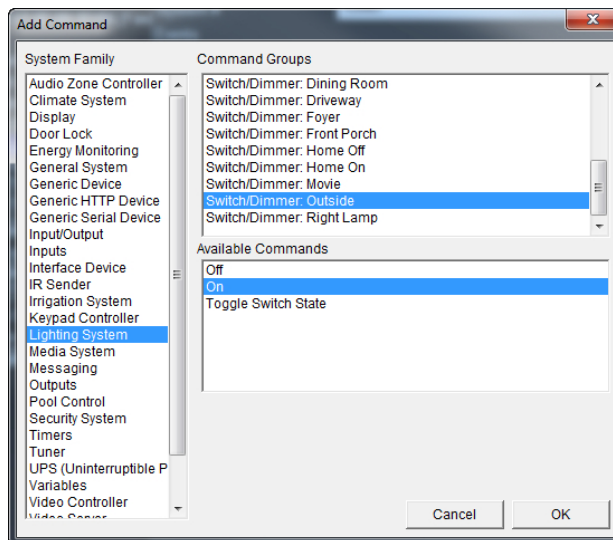 Add Command
System Family
Audio Zone Controller
Climate System
Display
Door Lock
Energy Monitoring
General System
Generic Device
Generic HTTP Device
Generic Serial Device
Input/Output
Inputs
Interface Device
IR Sender
Irrigation System
Keypad Controller
Lighting System
Media System
Messaging
Outputs
Pool Control
Security System
Timers
Tuner
UPS (Uninterruptible P
Variables
Video Controller
Video Server
Command Groups
Switch/Dimmer: Dining Room
Switch/Dimmer: Driveway
Switch/Dimmer: Foyer
Switch/Dimmer: Front Porch
Switch/Dimmer: Home Off
Switch/Dimmer: Home On
Switch/Dimmer: Movie
Switch/Dimmer: Outside
Switch/Dimmer: Right Lamp
Available Commands
Off
On
Toggle Switch State
Cancel
OK